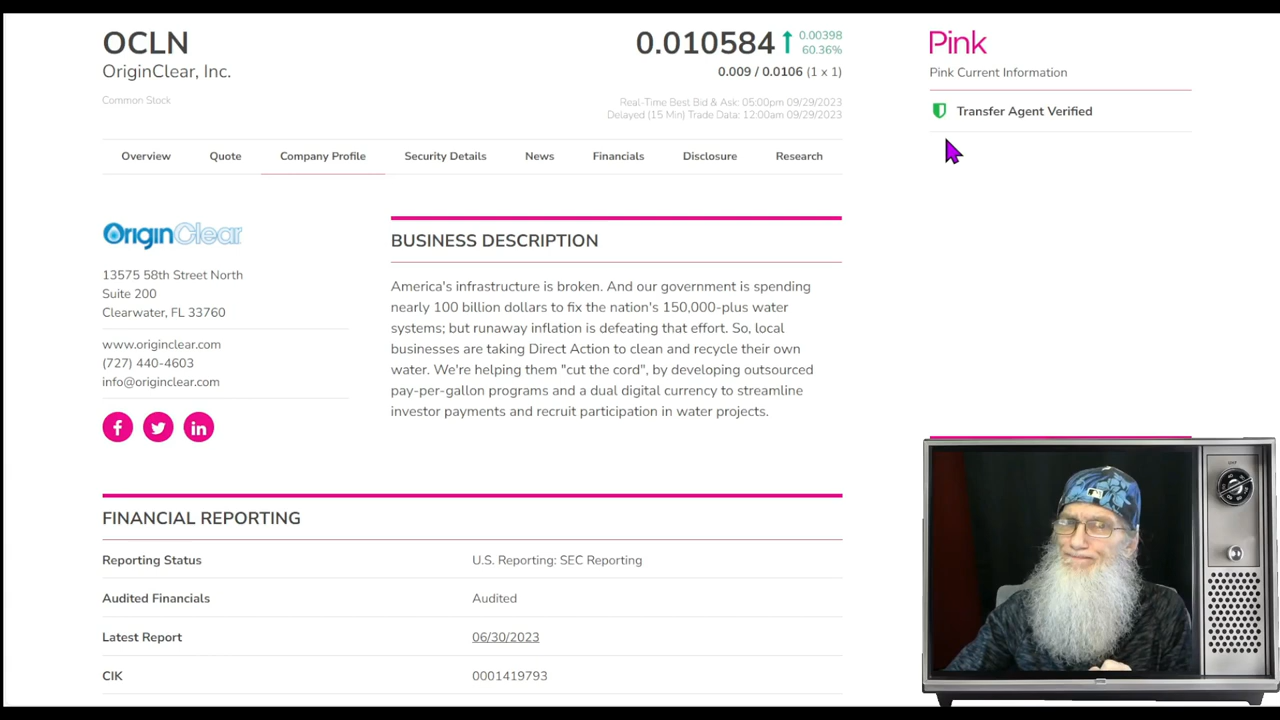 OCLN
OriginClear, Inc.
Common Stock
0.010584 0.00398
60.36%
0.009 / 0.0106 (1 x 1)
Real-Time Best Bid & Ask: 05:00pm 09/29/2023
Delayed (15 Min) Trade Data: 12:00am 09/29/2023
Pink
Pink Current Information
Transfer Agent Verified
Overview Quote Company Profile Security Details News Financials Disclosure Research
OriginClear
13575 58th Street North
Suite 200
Clearwater, FL 33760
www.originclear.com
(727) 440-4603
info@originclear.com
BUSINESS DESCRIPTION
America's infrastructure is broken. And our government is spending
nearly 100 billion dollars to fix the nation's 150,000-plus water
systems; but runaway inflation is defeating that effort. So, local
businesses are taking Direct Action to clean and recycle their own
water. We're helping them "cut the cord", by developing outsourced
pay-per-gallon programs and a dual digital currency to streamline
investor payments and recruit participation in water projects.
FINANCIAL REPORTING
Reporting Status U.S. Reporting: SEC Reporting
Audited Financials Audited
Latest Report 06/30/2023
CIK 0001419793